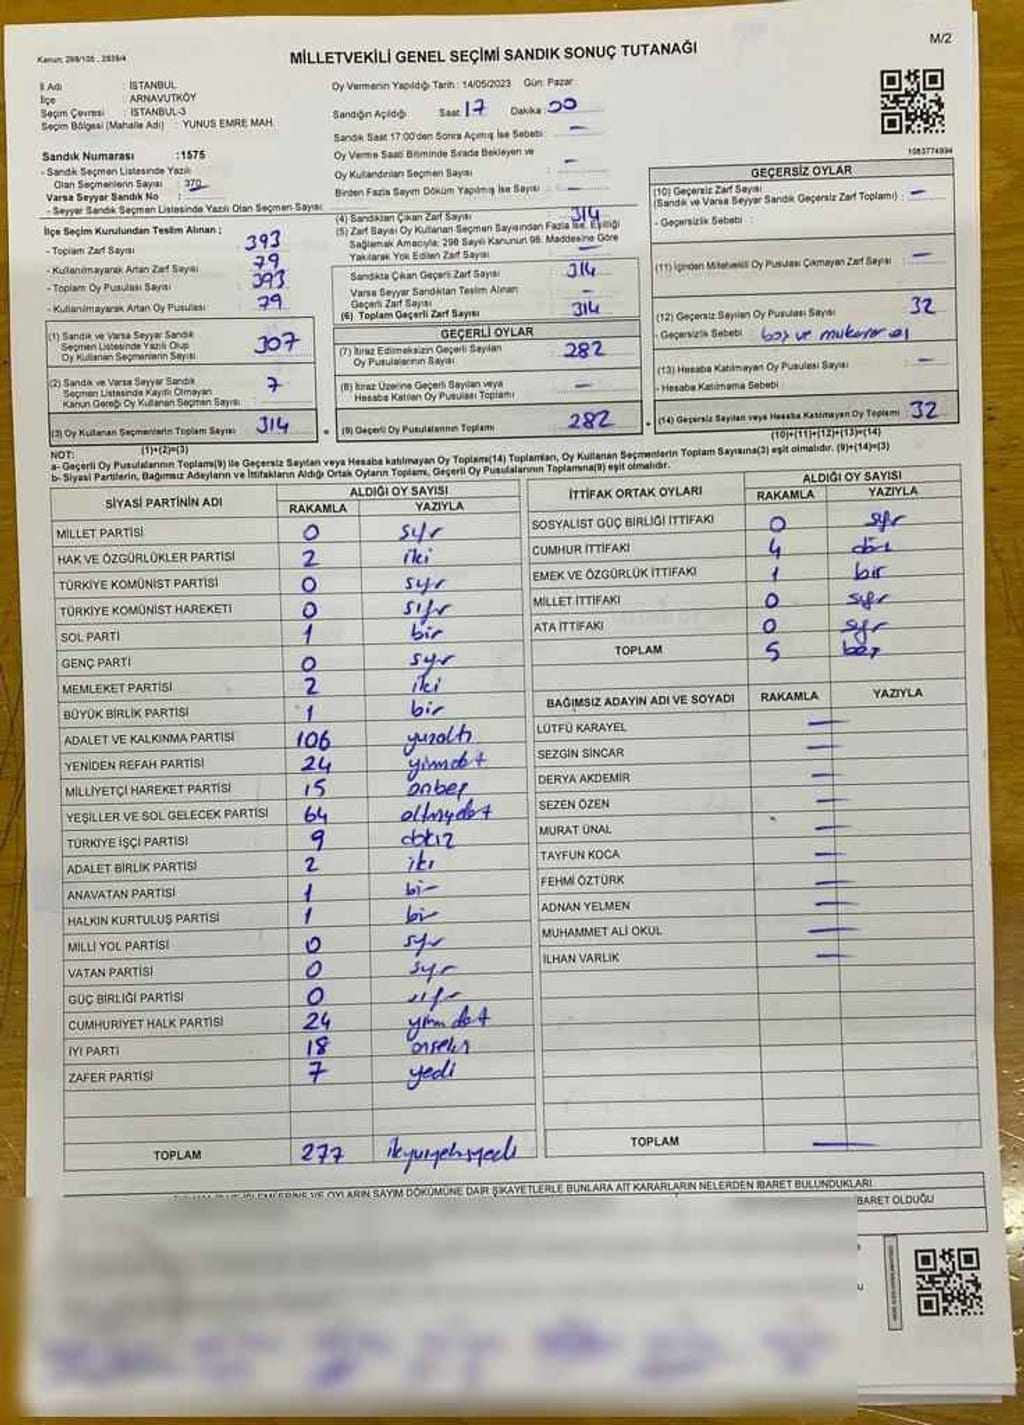 Kanun: 298/105 , 2839/4
MİLLETVEKİLİ GENEL SEÇİMİ SANDIK SONUÇ TUTANAĞI
M/2
İl Adı : İSTANBUL
İlçe : ARNAVUTKÖY
Seçim Çevresi : İSTANBUL-3
Seçim Bölgesi (Mahalle Adı) : YUNUS EMRE MAH.
Sandık Numarası :1575
- Sandık Seçmen Listesinde Yazılı
Olan Seçmenlerin Sayısı : 370
Varsa Seyyar Sandık No :
- Seyyar Sandık Seçmen Listesinde Yazılı Olan Seçmen Sayısı:
Oy Vermenin Yapıldığı Tarih : 14/05/2023 Gün: Pazar
Sandığın Açıldığı Saat 17 Dakika : 00
Sandık Saat 17:00'den Sonra Açılmış İse Sebebi : —
Oy Verme Saati Bitiminde Sırada Bekleyen ve
Oy Kullandırılan Seçmen Sayısı : —
Birden Fazla Sayım Döküm Yapılmış İse Sayısı : —
1083774994
İlçe Seçim Kurulundan Teslim Alınan ;
- Toplam Zarf Sayısı : 393
- Kullanılmayarak Artan Zarf Sayısı : 79
- Toplam Oy Pusulası Sayısı : 393
- Kullanılmayarak Artan Oy Pusulası : 79
(1) Sandık ve Varsa Seyyar Sandık
Seçmen Listesinde Yazılı Olup
Oy Kullanan Seçmenlerin Sayısı : 307
(2) Sandık ve Varsa Seyyar Sandık
Seçmen Listesinde Kayıtlı Olmayan
Kanun Gereği Oy Kullanan Seçmen Sayısı : 7
(3) Oy Kullanan Seçmenlerin Toplam Sayısı : 314
(1)+(2)=(3)
(4) Sandıktan Çıkan Zarf Sayısı : 314
(5) Zarf Sayısı Oy Kullanan Seçmen Sayısından Fazla İse, Eşitliği
Sağlamak Amacıyla, 298 Sayılı Kanunun 98. Maddesine Göre
Yakılarak Yok Edilen Zarf Sayısı : —
Sandıkta Çıkan Geçerli Zarf Sayısı : 314
Varsa Seyyar Sandıktan Teslim Alınan
Geçerli Zarf Sayısı : —
(6) Toplam Geçerli Zarf Sayısı : 314
GEÇERLİ OYLAR
(7) İtiraz Edilmeksizin Geçerli Sayılan
Oy Pusulalarının Sayısı : 282
(8) İtiraz Üzerine Geçerli Sayılan veya
Hesaba Katılan Oy Pusulası Toplamı : —
= (9) Geçerli Oy Pusulalarının Toplamı : 282
GEÇERSİZ OYLAR
(10) Geçersiz Zarf Sayısı
(Sandık ve Varsa Seyyar Sandık Geçersiz Zarf Toplamı) : —
- Geçersizlik Sebebi :
(11) İçinden Milletvekili Oy Pusulası Çıkmayan Zarf Sayısı : —
(12) Geçersiz Sayılan Oy Pusulası Sayısı : 32
- Geçersizlik Sebebi : boş ve mukerrer oy
(13) Hesaba Katılmayan Oy Pusulası Sayısı : —
- Hesaba Katılmama Sebebi :
+ (14) Geçersiz Sayılan veya Hesaba Katılmayan Oy Toplamı : 32
(10)+(11)+(12)+(13)=(14)
NOT:
a- Geçerli Oy Pusulalarının Toplamı(9) ile Geçersiz Sayılan veya Hesaba katılmayan Oy Toplamı(14) Toplamları, Oy Kullanan Seçmenlerin Toplam Sayısına(3) eşit olmalıdır. (9)+(14)=(3)
b- Siyasi Partilerin, Bağımsız Adayların ve İttifakların Aldığı Ortak Oyların Toplamı, Geçerli Oy Pusulalarının Toplamına(9) eşit olmalıdır.
SİYASİ PARTİNİN ADI ALDIĞI OY SAYISI
RAKAMLA YAZIYLA
MİLLET PARTİSİ 0 sıfır
HAK VE ÖZGÜRLÜKLER PARTİSİ 2 iki
TÜRKİYE KOMÜNİST PARTİSİ 0 sıfır
TÜRKİYE KOMÜNİST HAREKETİ 0 sıfır
SOL PARTİ 1 bir
GENÇ PARTİ 0 sıfır
MEMLEKET PARTİSİ 2 iki
BÜYÜK BİRLİK PARTİSİ 1 bir
ADALET VE KALKINMA PARTİSİ 106 yüzaltı
YENİDEN REFAH PARTİSİ 24 yirmidört
MİLLİYETÇİ HAREKET PARTİSİ 15 onbeş
YEŞİLLER VE SOL GELECEK PARTİSİ 64 altmışdört
TÜRKİYE İŞÇİ PARTİSİ 9 dokuz
ADALET BİRLİK PARTİSİ 2 iki
ANAVATAN PARTİSİ 1 bir
HALKIN KURTULUŞ PARTİSİ 1 bir
MİLLİ YOL PARTİSİ 0 sıfır
VATAN PARTİSİ 0 sıfır
GÜÇ BİRLİĞİ PARTİSİ 0 sıfır
CUMHURİYET HALK PARTİSİ 24 yirmidört
İYİ PARTİ 18 onsekiz
ZAFER PARTİSİ 7 yedi
TOPLAM 277 ikiyüzyetmişyedi
İTTİFAK ORTAK OYLARI ALDIĞI OY SAYISI
RAKAMLA YAZIYLA
SOSYALİST GÜÇ BİRLİĞİ İTTİFAKI 0 sıfır
CUMHUR İTTİFAKI 4 dört
EMEK VE ÖZGÜRLÜK İTTİFAKI 1 bir
MİLLET İTTİFAKI 0 sıfır
ATA İTTİFAKI 0 sıfır
TOPLAM 5 beş
BAĞIMSIZ ADAYIN ADI VE SOYADI RAKAMLA YAZIYLA
LÜTFÜ KARAYEL —
SEZGİN SİNCAR —
DERYA AKDEMİR —
SEZEN ÖZEN —
MURAT ÜNAL —
TAYFUN KOCA —
FEHMİ ÖZTÜRK —
ADNAN YELMEN —
MUHAMMET ALİ OKUL —
İLHAN VARLIK —
TOPLAM —
VE OYLARIN SAYIM DÖKÜMÜNE DAİR ŞİKAYETLERLE BUNLARA AİT KARARLARIN NELERDEN İBARET BULUNDUKLARI
BARET OLDUĞU